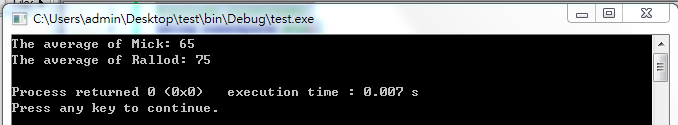 C:\Users\admin\Desktop\test\bin\Debug\test.exe
The average of Mick: 65
The average of Rallod: 75
Process returned 0 (0x0)   execution time : 0.007 s
Press any key to continue.